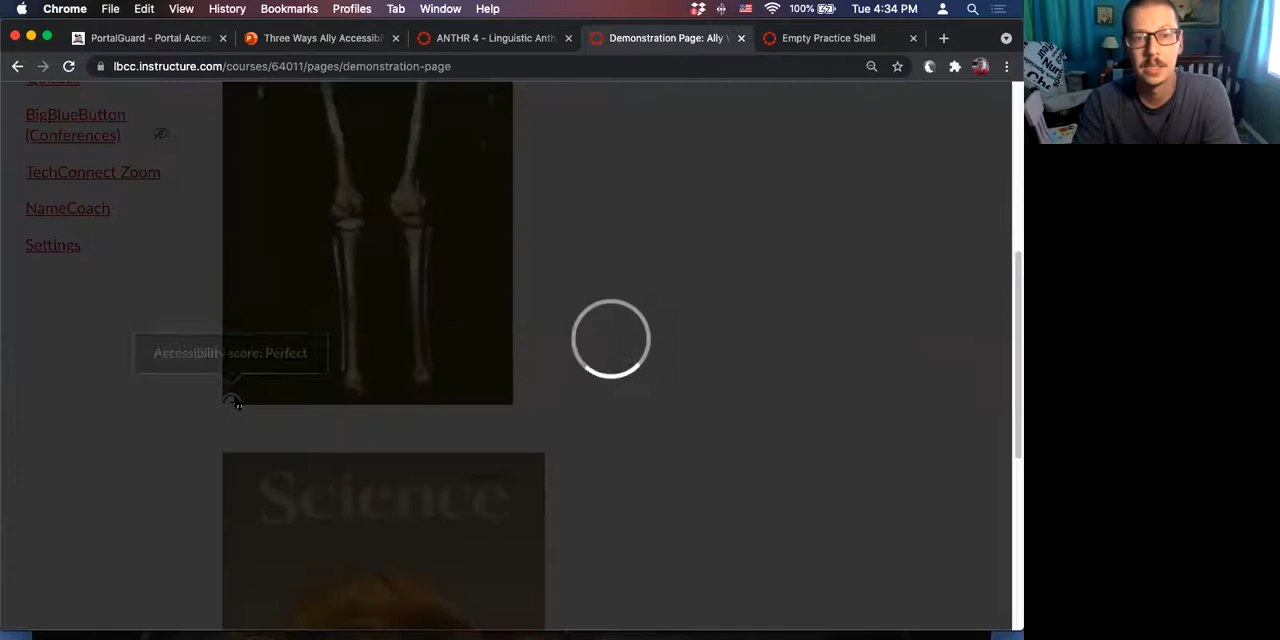 Chrome File Edit View History Bookmarks Profiles Tab Window Help 100% Tue 4:34 PM
PortalGuard - Portal Acces Three Ways Ally Accessibi ANTHR 4 - Linguistic Anth Demonstration Page: Ally Empty Practice Shell
lbcc.instructure.com/courses/64011/pages/demonstration-page
BigBlueButton
(Conferences)
TechConnect Zoom
NameCoach
Settings
Accessibility score: Perfect
Science